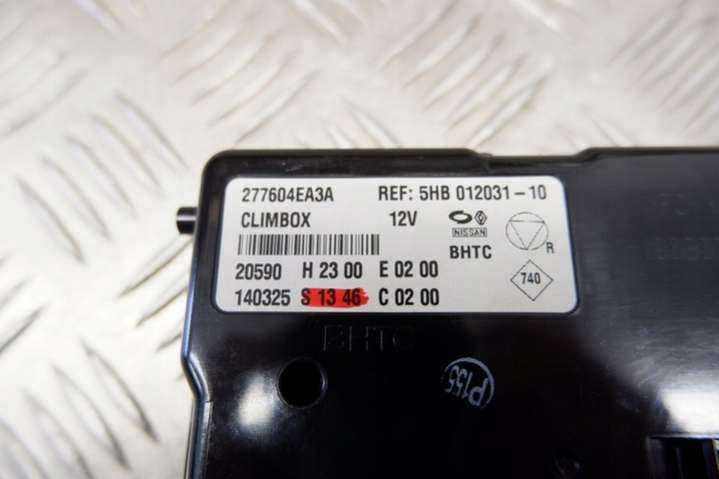 277604EA3A REF: 5HB 012031-10
CLIMBOX 12V
NISSAN
BHTC
R
20590 H 23 00 E 02 00
740
140325 S 13 46 C 02 00
BHTC
P155